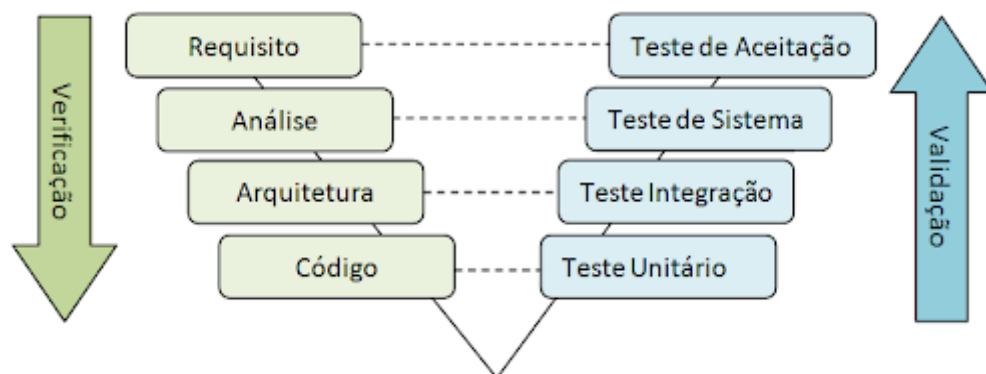 Verificação
Requisito
Teste de Aceitação
Análise
Teste de Sistema
Arquitetura
Teste Integração
Código
Teste Unitário
Validação